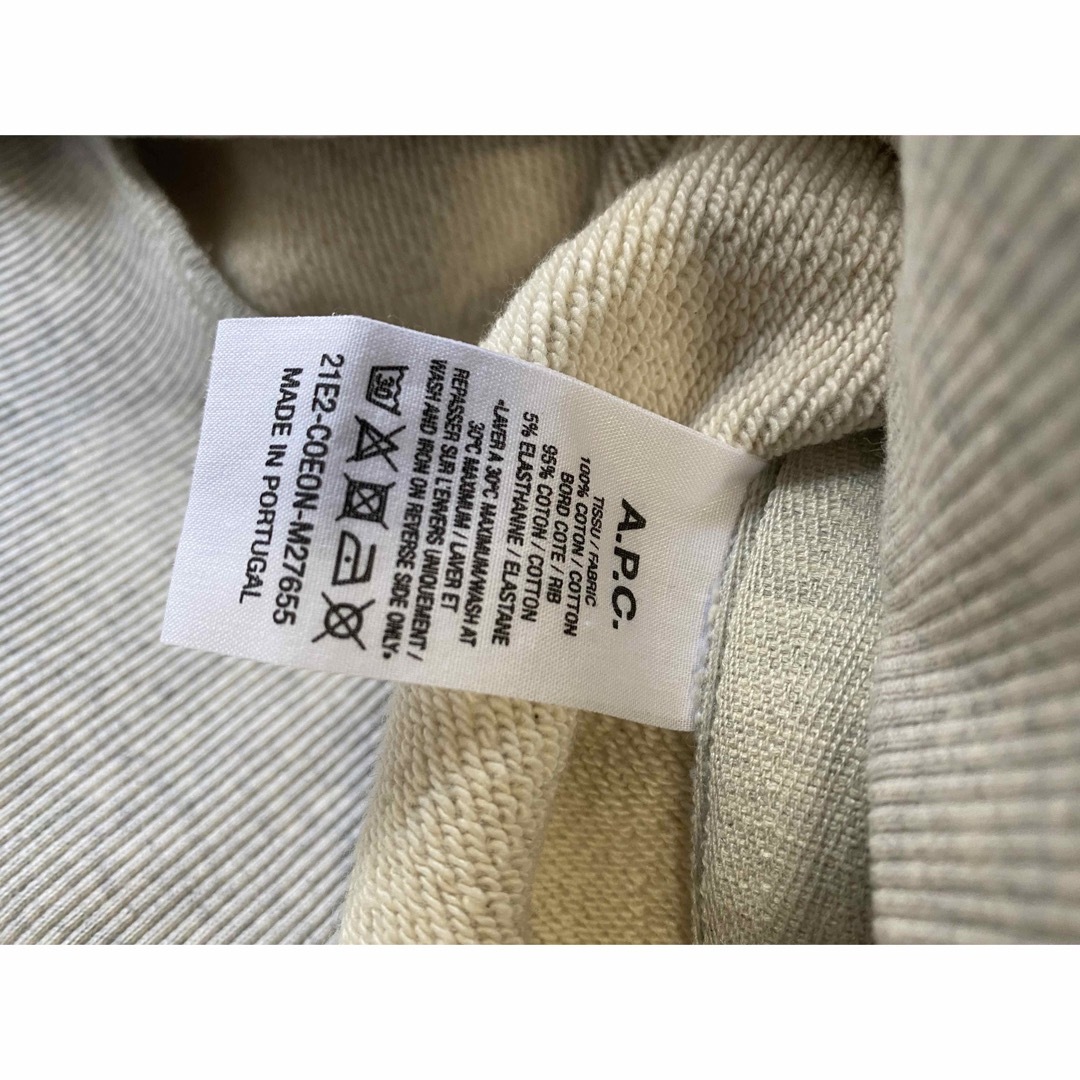 A.P.C.
TISSU / FABRIC
100% COTON / COTTON
BORD COTE / RIB
95% COTON / COTTON
5% ELASTHANNE / ELASTANE
«LAVER A 30°C MAXIMUM/WASH AT
30°C MAXIMUM / LAVER ET
REPASSER SUR L'ENVERS UNIQUEMENT /
WASH AND IRON ON REVERSE SIDE ONLY.
30
21E2-COEON-M27655
MADE IN PORTUGAL